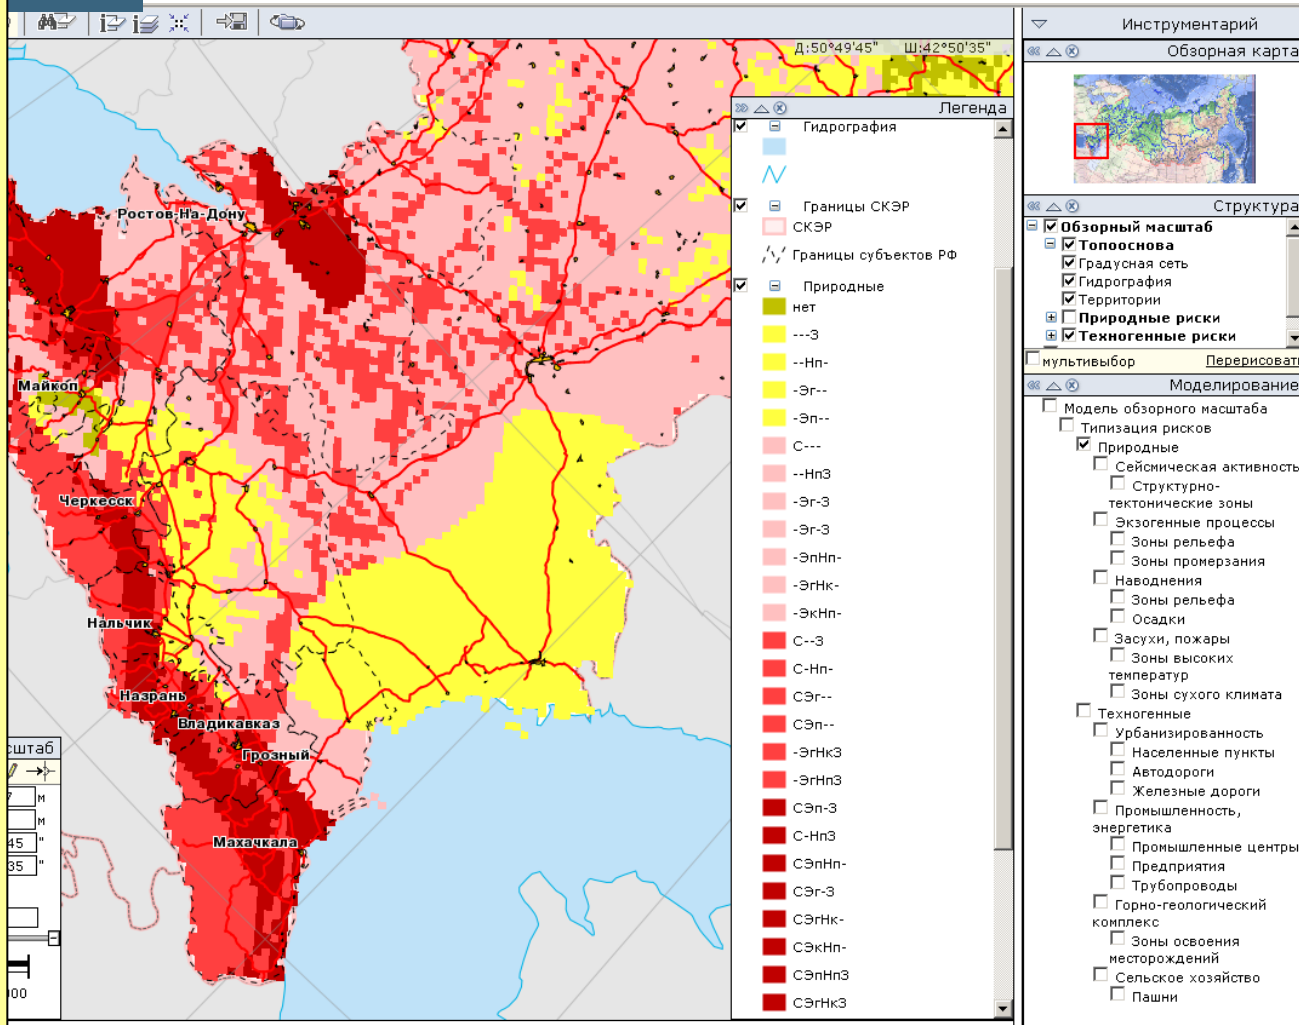 Д:50°49'45" Ш:42°50'35"
Ростов-На-Дону
Майкоп
Черкесск
Нальчик
Назрань
Владикавказ
Грозный
Махачкала
сштаб
м
м
45 "
35 "
00
Легенда
Гидрография
Границы СКЭР
СКЭР
Границы субъектов РФ
Природные
нет
---З
--Нп-
-Эг--
-Эп--
С---
--НпЗ
-Эг-З
-Эг-З
-ЭпНп-
-ЭгНк-
-ЭкНп-
С--З
С-Нп-
СЭг--
СЭп--
-ЭгНкЗ
-ЭгНпЗ
СЭп-З
С-НпЗ
СЭпНп-
СЭг-З
СЭгНк-
СЭкНп-
СЭпНпЗ
СЭгНкЗ
Инструментарий
Обзорная карта
Структура
Обзорный масштаб
Топооснова
Градусная сеть
Гидрография
Территории
Природные риски
Техногенные риски
мультивыбор Перерисовать
Моделирование
Модель обзорного масштаба
Типизация рисков
Природные
Сейсмическая активность
Структурно-
тектонические зоны
Экзогенные процессы
Зоны рельефа
Зоны промерзания
Наводнения
Зоны рельефа
Осадки
Засухи, пожары
Зоны высоких
температур
Зоны сухого климата
Техногенные
Урбанизированность
Населенные пункты
Автодороги
Железные дороги
Промышленность,
энергетика
Промышленные центры
Предприятия
Трубопроводы
Горно-геологический
комплекс
Зоны освоения
месторождений
Сельское хозяйство
Пашни